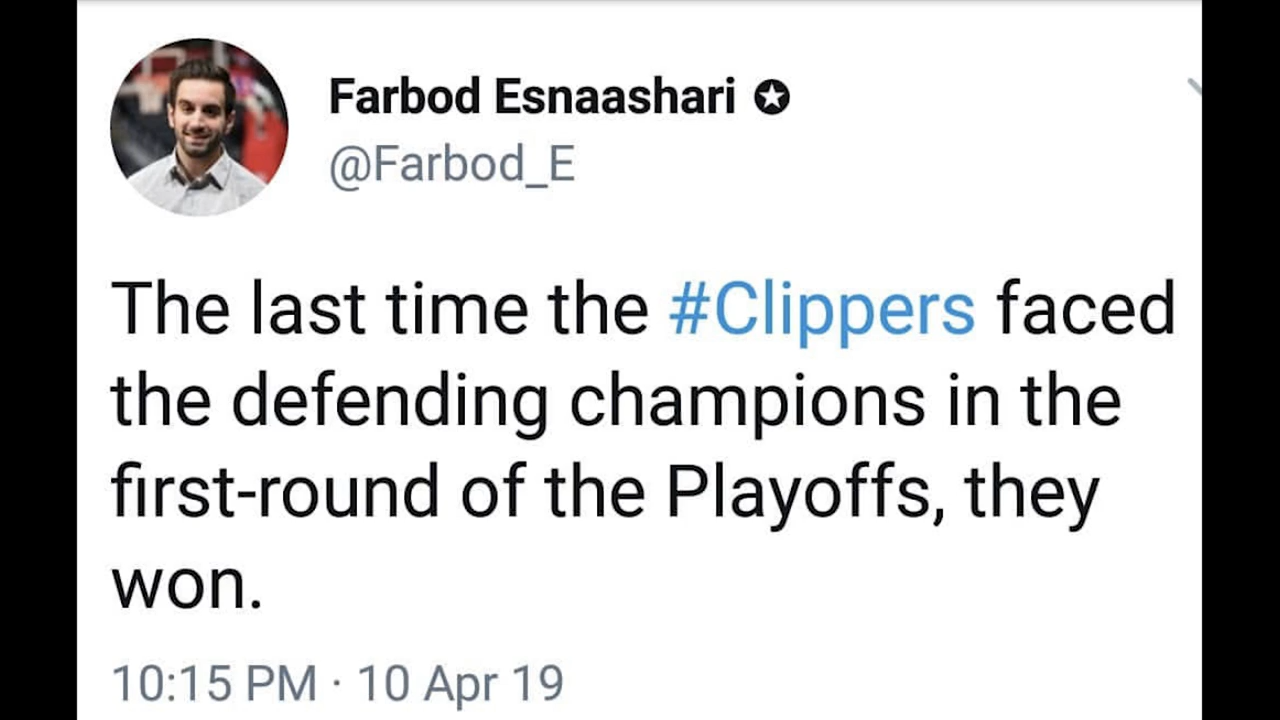 Farbod Esnaashari ✪
@Farbod_E
The last time the #Clippers faced
the defending champions in the
first-round of the Playoffs, they
won.
10:15 PM · 10 Apr 19